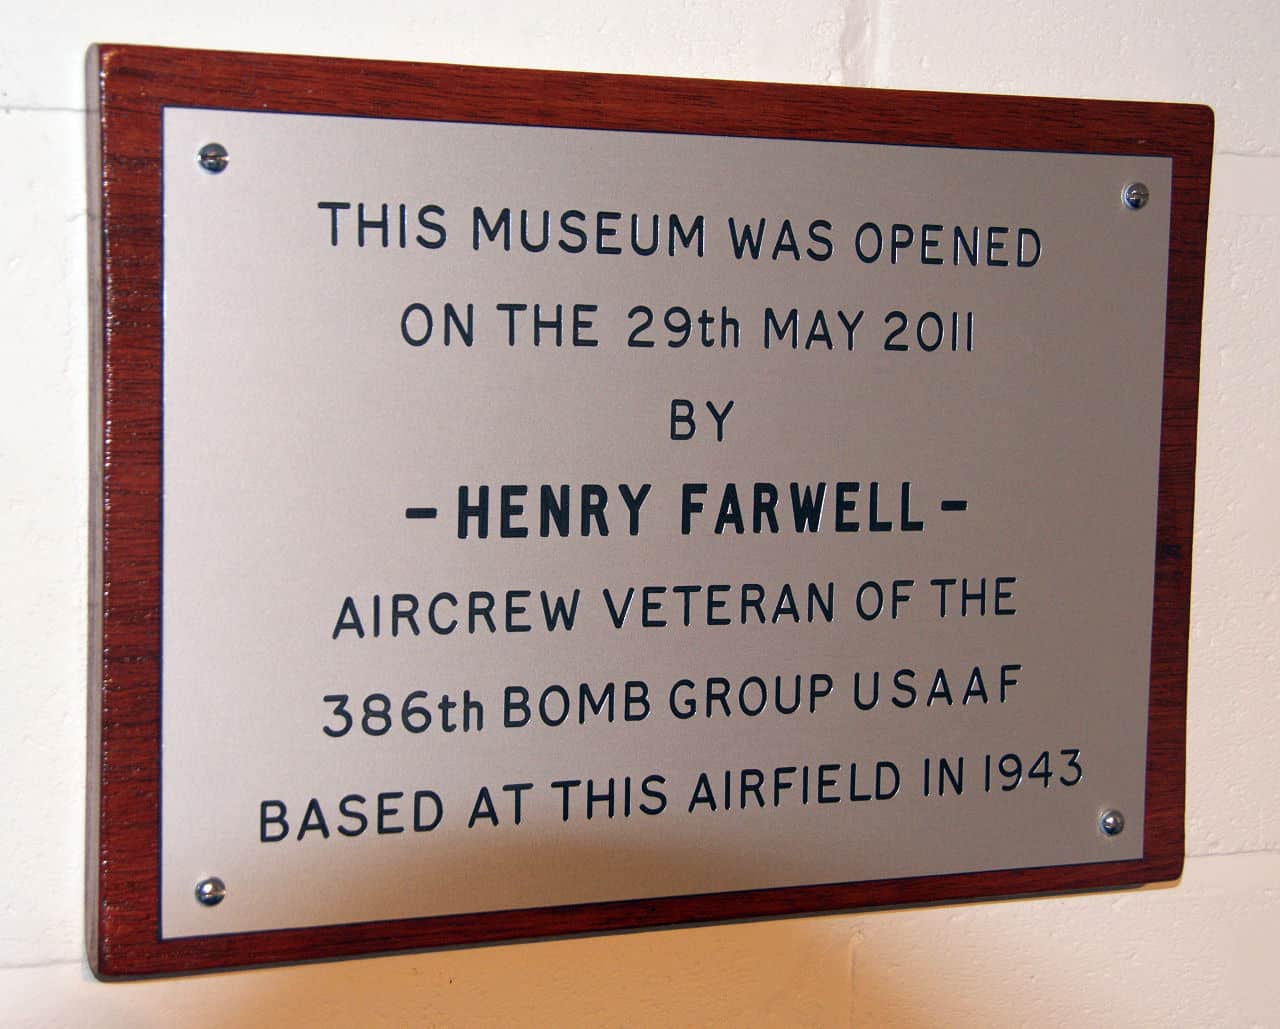 THIS MUSEUM WAS OPENED
ON THE 29th MAY 2011
BY
- HENRY FARWELL -
AIRCREW VETERAN OF THE
386th BOMB GROUP USAAF
BASED AT THIS AIRFIELD IN 1943